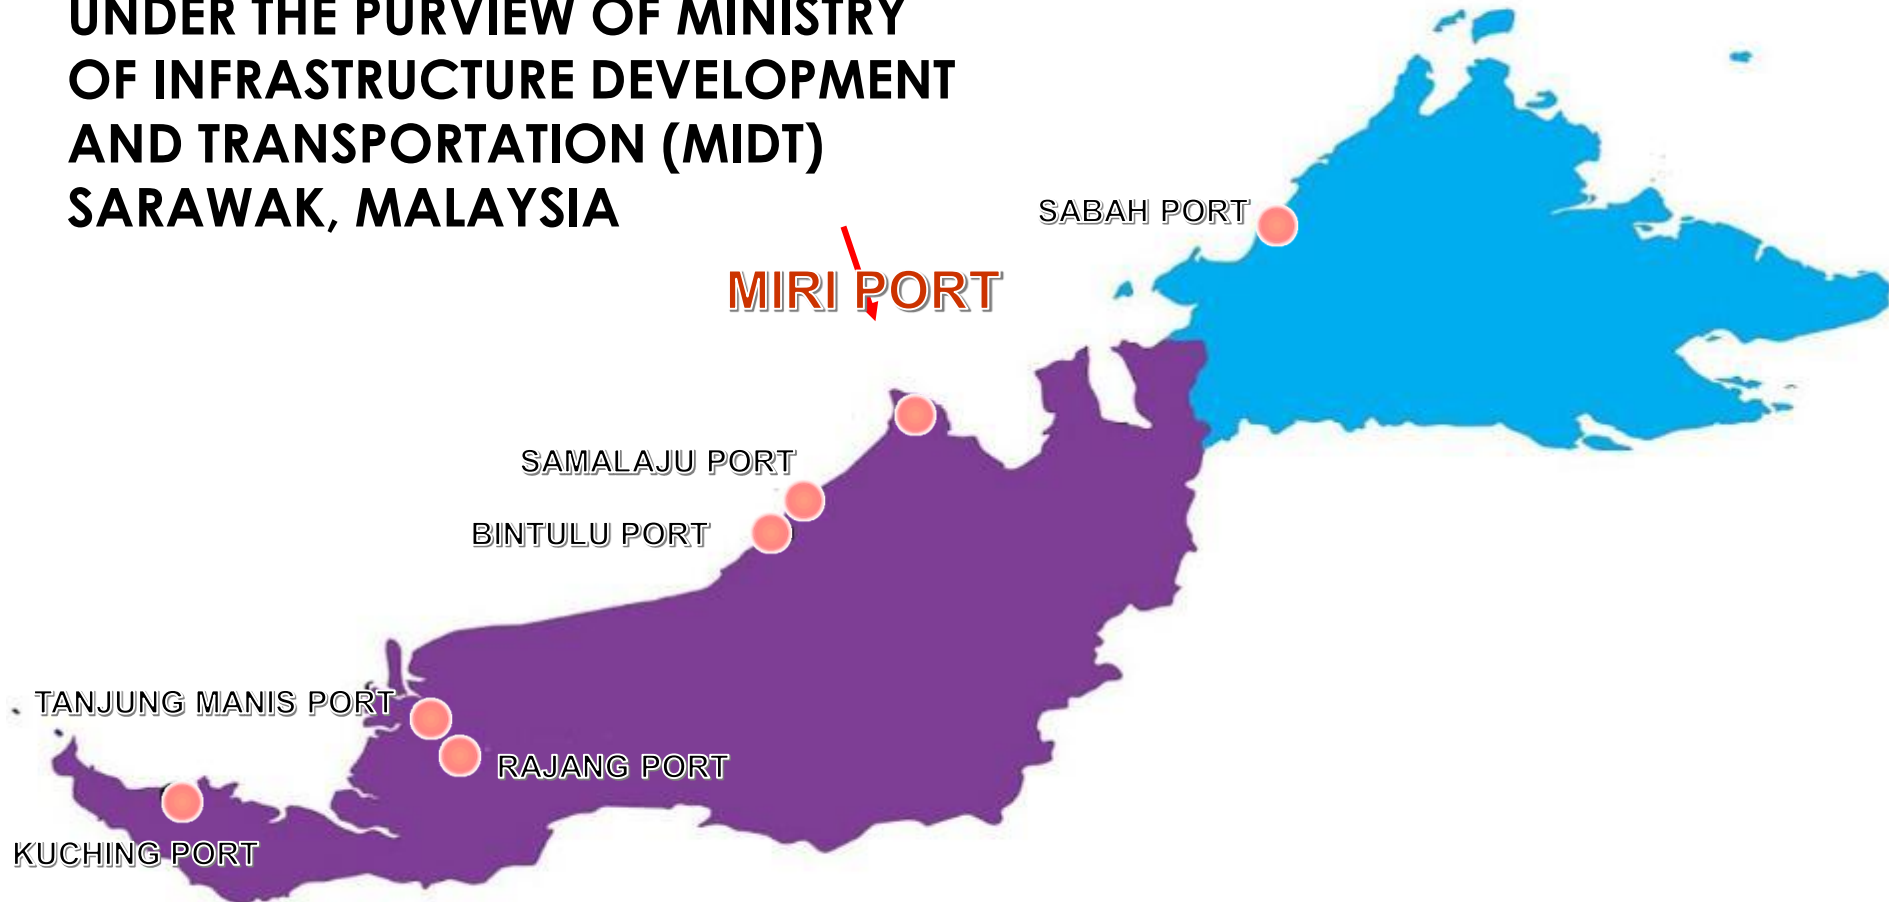 UNDER THE PURVIEW OF MINISTRY
OF INFRASTRUCTURE DEVELOPMENT
AND TRANSPORTATION (MIDT)
SARAWAK, MALAYSIA
SABAH PORT
MIRI PORT
SAMALAJU PORT
BINTULU PORT
TANJUNG MANIS PORT
RAJANG PORT
KUCHING PORT